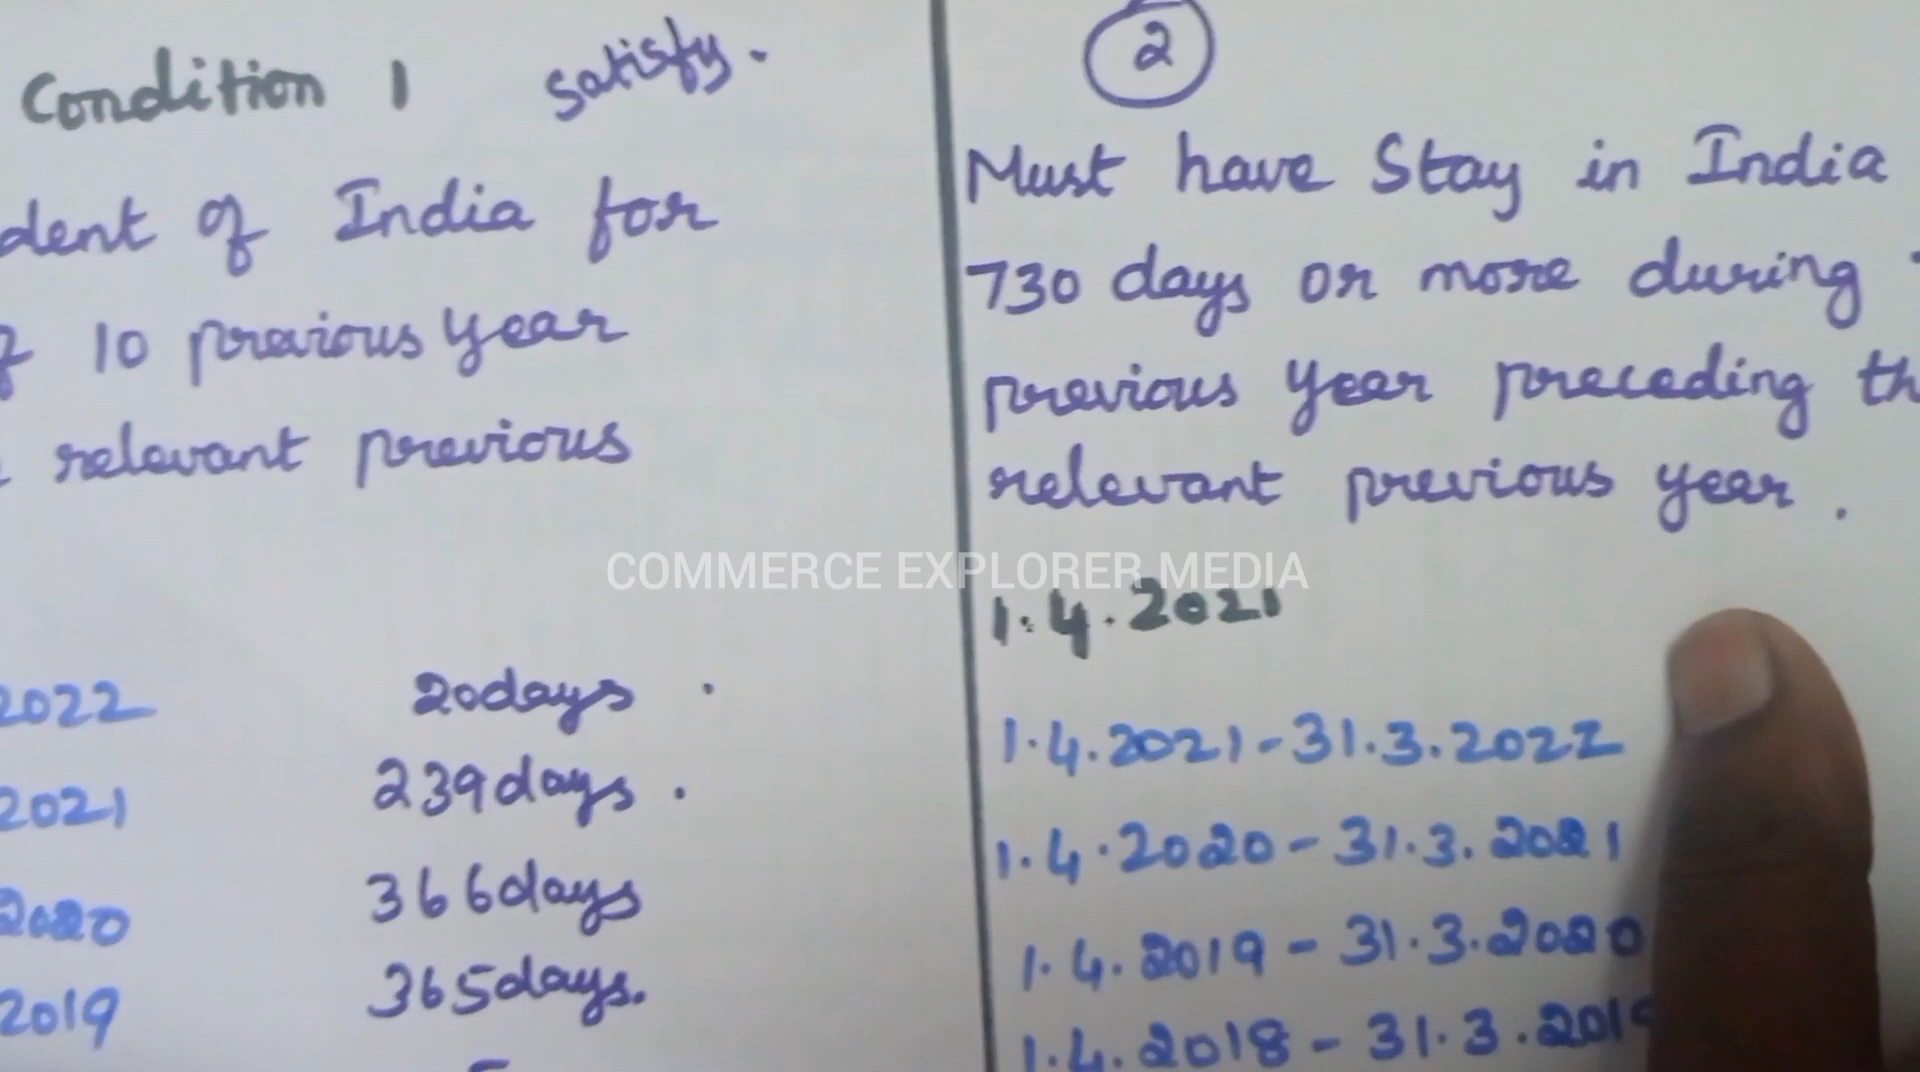 Condition 1 satisfy.
dent of India for
10 previous year
relevant previous
2022 20days
2021 239days.
2020 366days
2019 365days.
2
Must have Stay in India
730 days or more during
previous year preceding th
relevant previous year.
COMMERCE EXPLORER MEDIA
1.4.2021
1.4.2021-31.3.2022
1.4.2020-31.3.2021
1.4.2019-31.3.2020
1.4.2018-31.3.2019